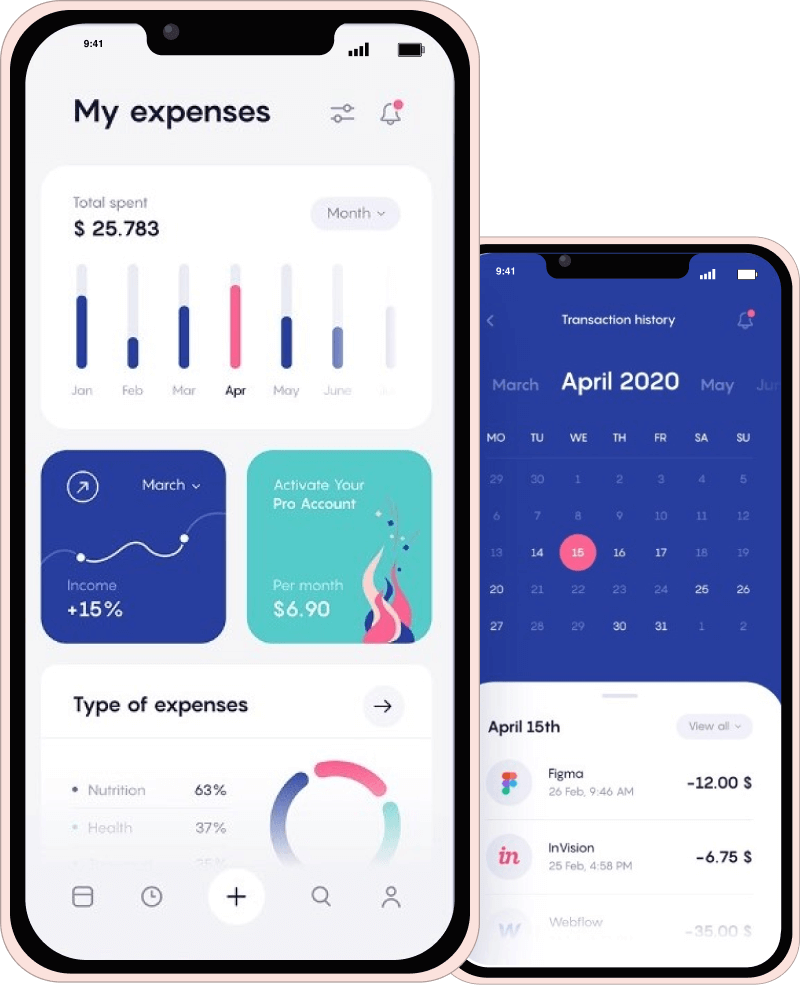 9:41
My expenses
Total spent
$ 25.783
Month
Jan Feb Mar Apr May June
March
Income
+15%
Activate Your
Pro Account
Per month
$6.90
Type of expenses
Nutrition 63%
Health 37%
9:41
Transaction history
March April 2020 May
MO TU WE TH FR SA SU
29 30 1 2 3 4 5
6 7 8 9 10 11 12
13 14 15 16 17 18 19
20 21 22 23 24 25 26
27 28 29 30 31 1 2
April 15th
View all
Figma
26 Feb, 9:46 AM
-12.00 $
in
InVision
25 Feb, 4:58 PM
-6.75 $
W
Webflow
-35.00 $